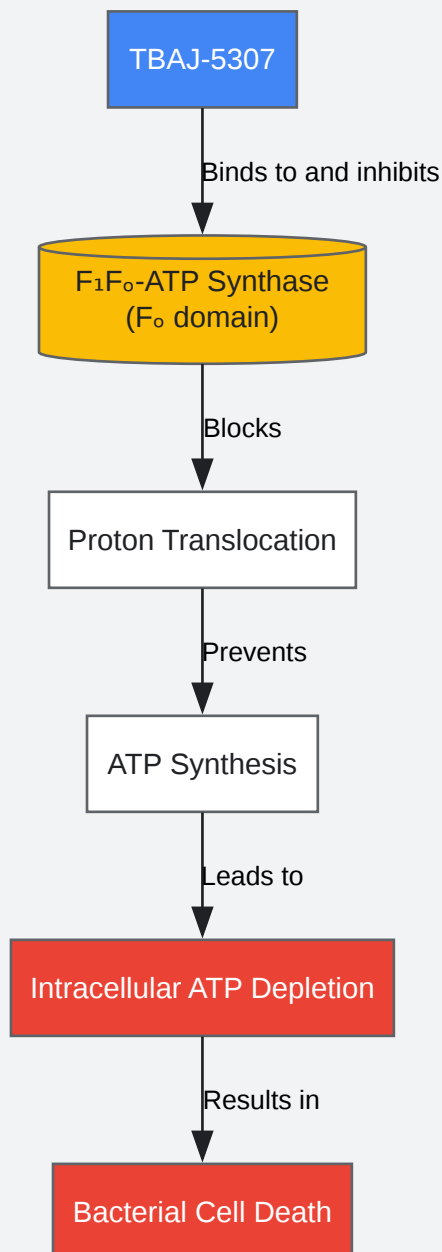 TBAJ-5307
Binds to and inhibits
F₁Fₒ-ATP Synthase
(Fₒ domain)
Blocks
Proton Translocation
Prevents
ATP Synthesis
Leads to
Intracellular ATP Depletion
Results in
Bacterial Cell Death